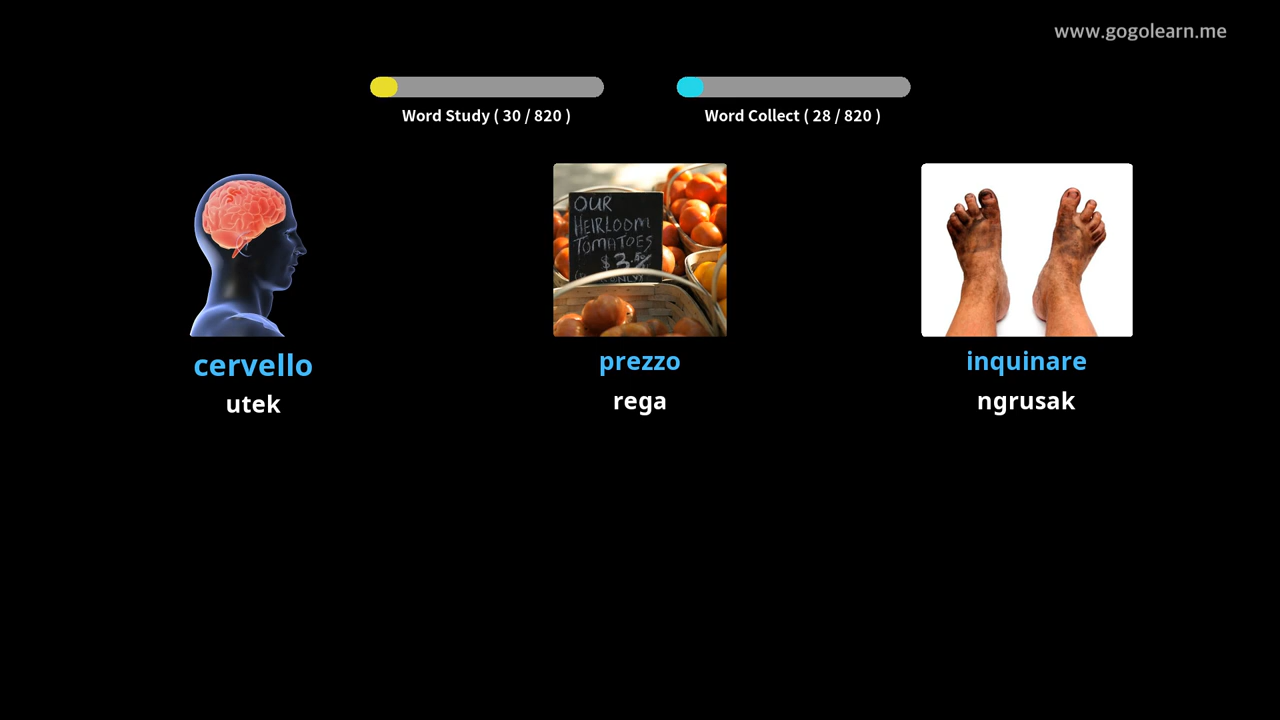 www.gogolearn.me
Word Study ( 30 / 820 )
Word Collect ( 28 / 820 )
OUR
HEIRLOOM
TOMATOES
cervello
prezzo
inquinare
utek
rega
ngrusak